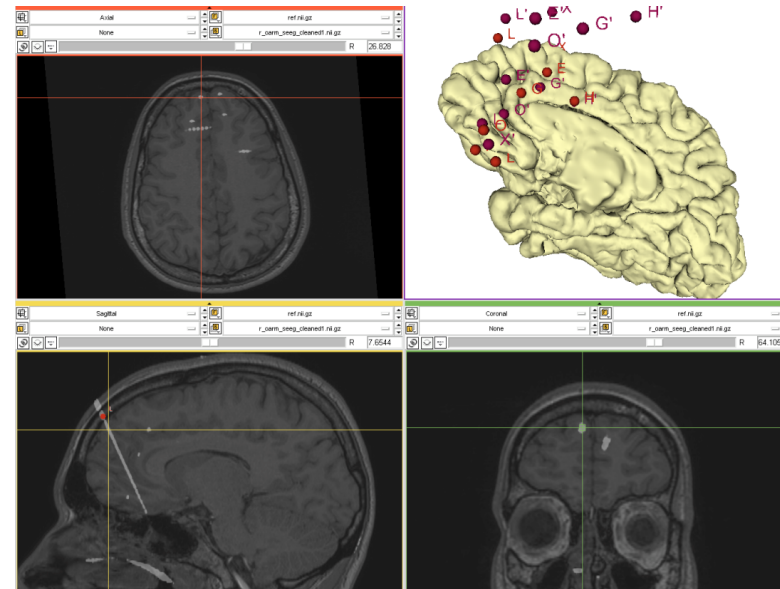 Axial ref.nii.gz
None r_oarm_seeg_cleaned1.nii.gz
R 26.828
L' E' X G' H'
L O' X
E' E G'
O H'
O'
L' O
X'
L
Sagittal ref.nii.gz
None r_oarm_seeg_cleaned1.nii.gz
R 7.6544
Coronal ref.nii.gz
None r_oarm_seeg_cleaned1.nii.gz
R 64.105
L